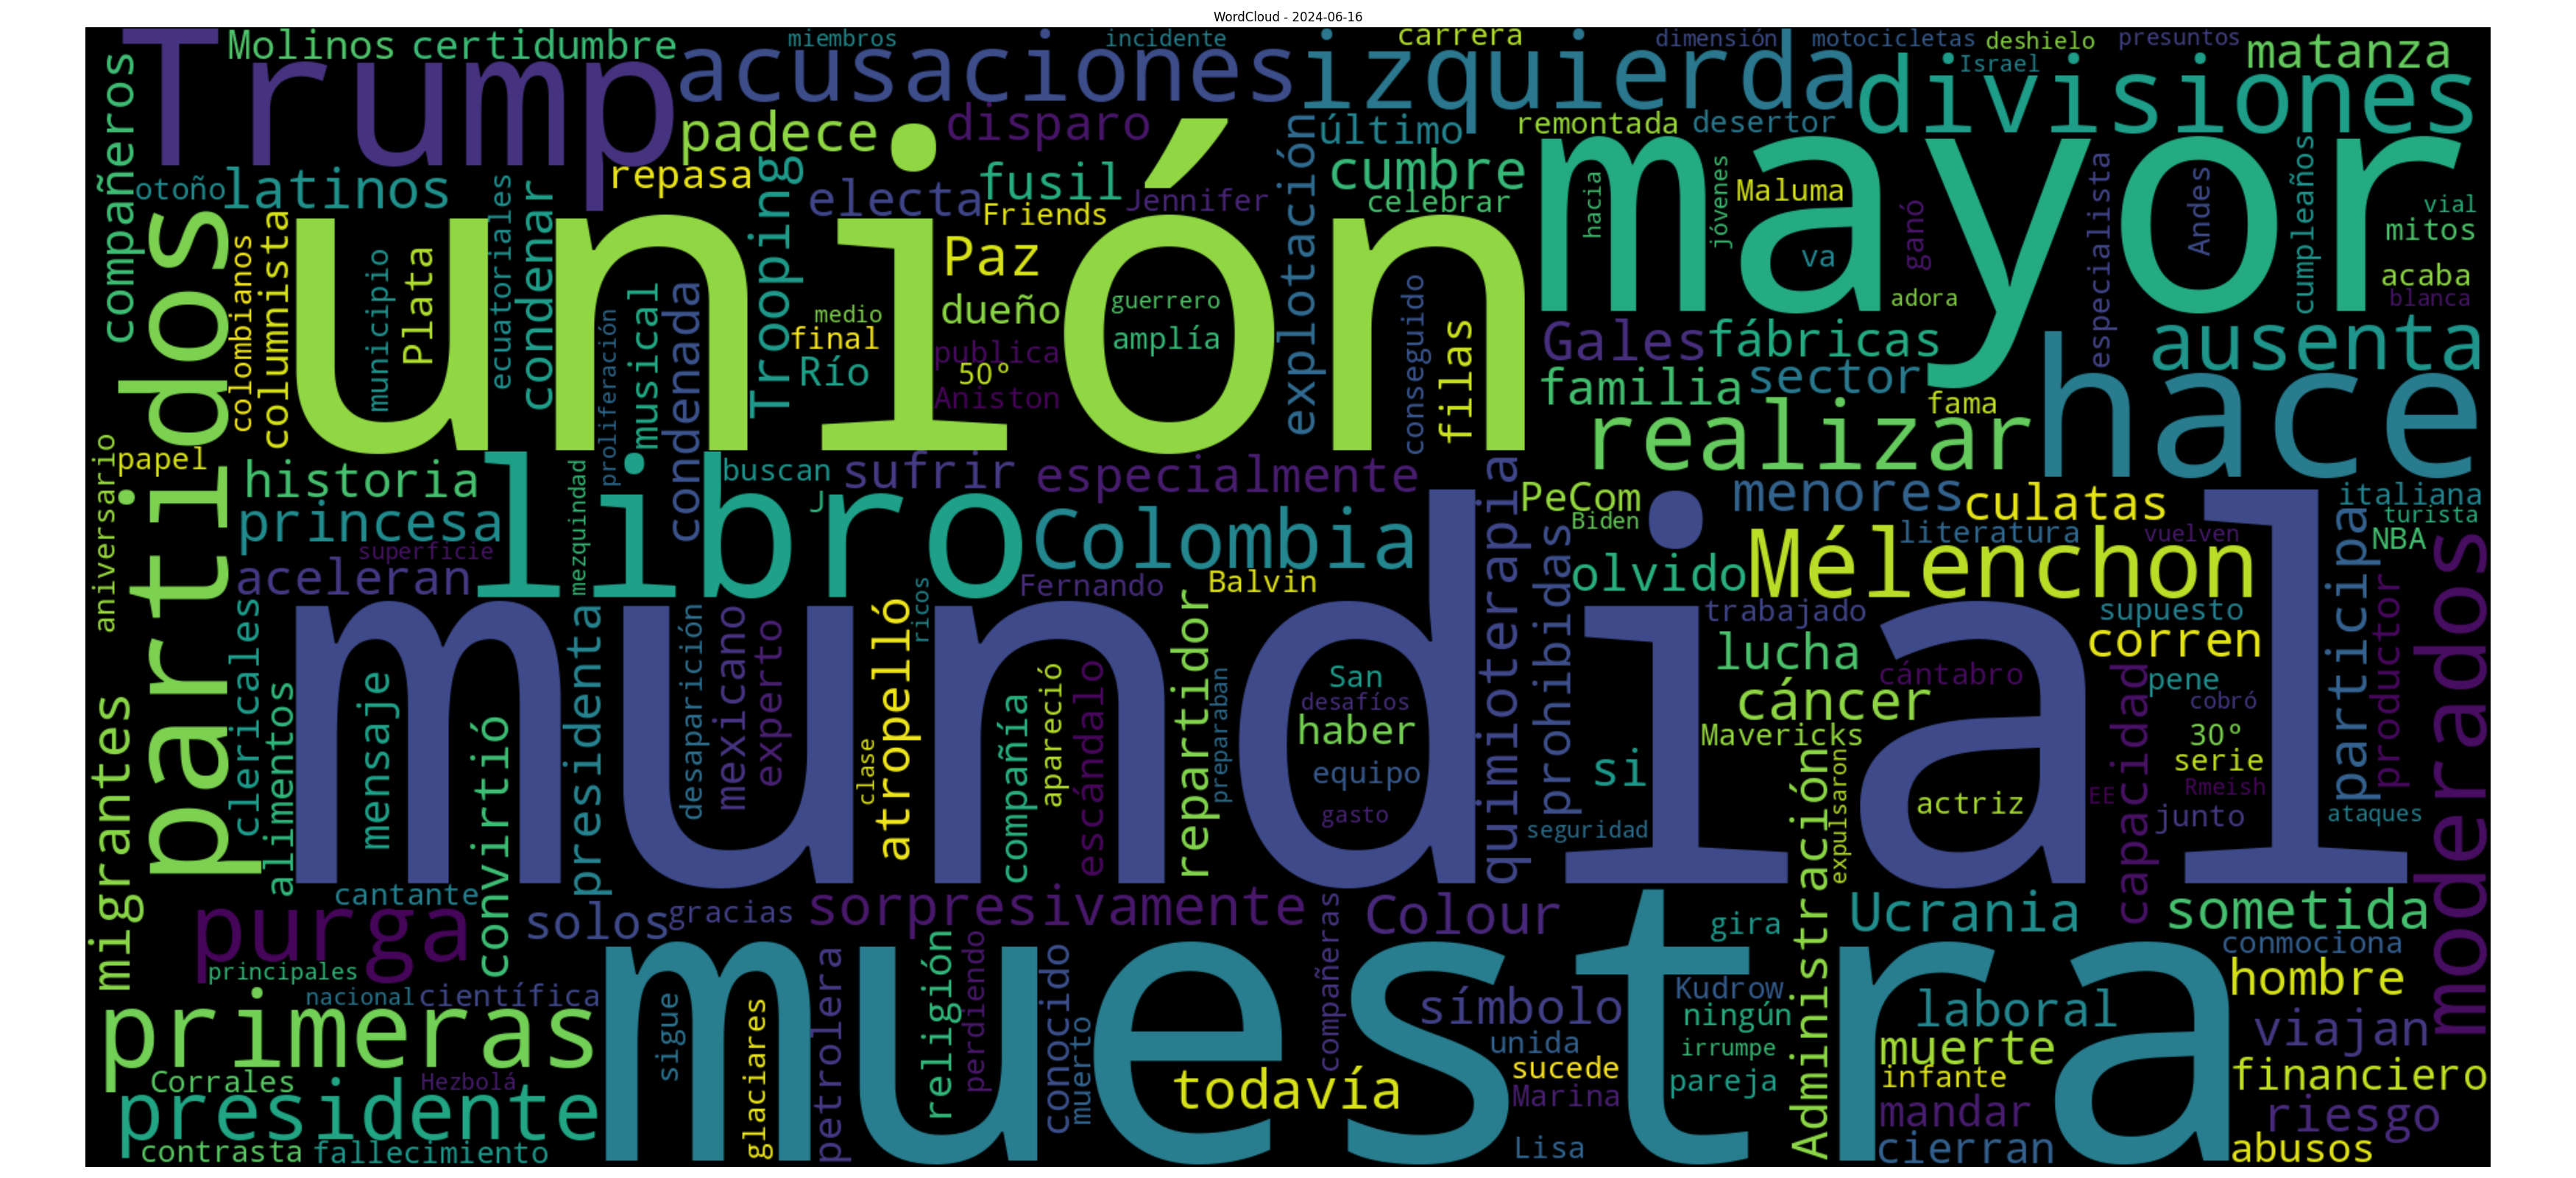 WordCloud - 2024-06-16
Trump
Molinos
certidumbre
acusaciones
miembros
incidente
izquierda
carrera
dimensión
motocicletas
deshielo
presuntos
Israel
matanza
divisiones
compañeros
otoño
latinos
padece
repasa
disparo
electa
fusil
Friends
Jennifer
explotación
último
cumbre
celebrar
remontada
desertor
mayor
hacia
jóvenes
Maluma
va
ganó
adora
especialista
Andes
cumpleaños
vial
mitos
acaba
blanca
partidos
colombianos
columnista
unión
municipio
Plata
ecuatoriales
condenar
proliferación
musical
condenada
Trooping
medio
final
Río
Paz
dueño
publica
50º
Aniston
guerrero
amplía
conseguido
filas
Gales
fábricas
familia
sector
fama
realizar
hace
ausenta
aniversario
papel
historia
princesa
superficie
aceleran
libro
mezquindad
buscan
J
sufrir
especialmente
Colombia
Fernando
Balvin
quimioterapia
PeCom
Biden
prohibidas
olvido
menores
culatas
literatura
vuelven
Mélenchon
italiana
turista
NBA
participa
moderados
migrantes
clericales
alimentos
mundial
mensaje
convirtió
presidenta
desaparición
mexicano
experto
clase
atropelló
ricos
compañía
apareció
escándalo
repartidor
preparaban
San
desafíos
haber
equipo
gasto
si
seguridad
trabajado
lucha
cáncer
Mavericks
Administración
expulsaron
cántabro
actriz
supuesto
corren
pene
cobró
30º
serie
Rmeish
EE
capacidad
junto
productor
ataques
purga
cantante
principales
nacional
científica
solos
gracias
sorpresivamente
Colour
compañeras
gira
Ucrania
sometida
conmociona
hombre
primeras
Corrales
Hezbolá
presidente
contrasta
fallecimiento
muestra
sigue
glaciares
petrolera
religión
perdiendo
conocido
muerto
todavía
símbolo
unida
sucede
Marina
Lisa
Kudrow
ningún
irrumpe
pareja
laboral
muerte
infante
mandar
cierran
viajan
financiero
riesgo
abusos